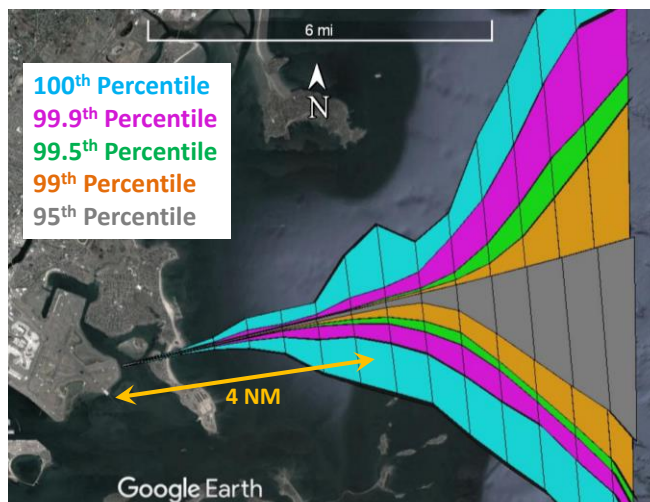 6 mi
N
100th Percentile
99.9th Percentile
99.5th Percentile
99th Percentile
95th Percentile
4 NM
Google Earth